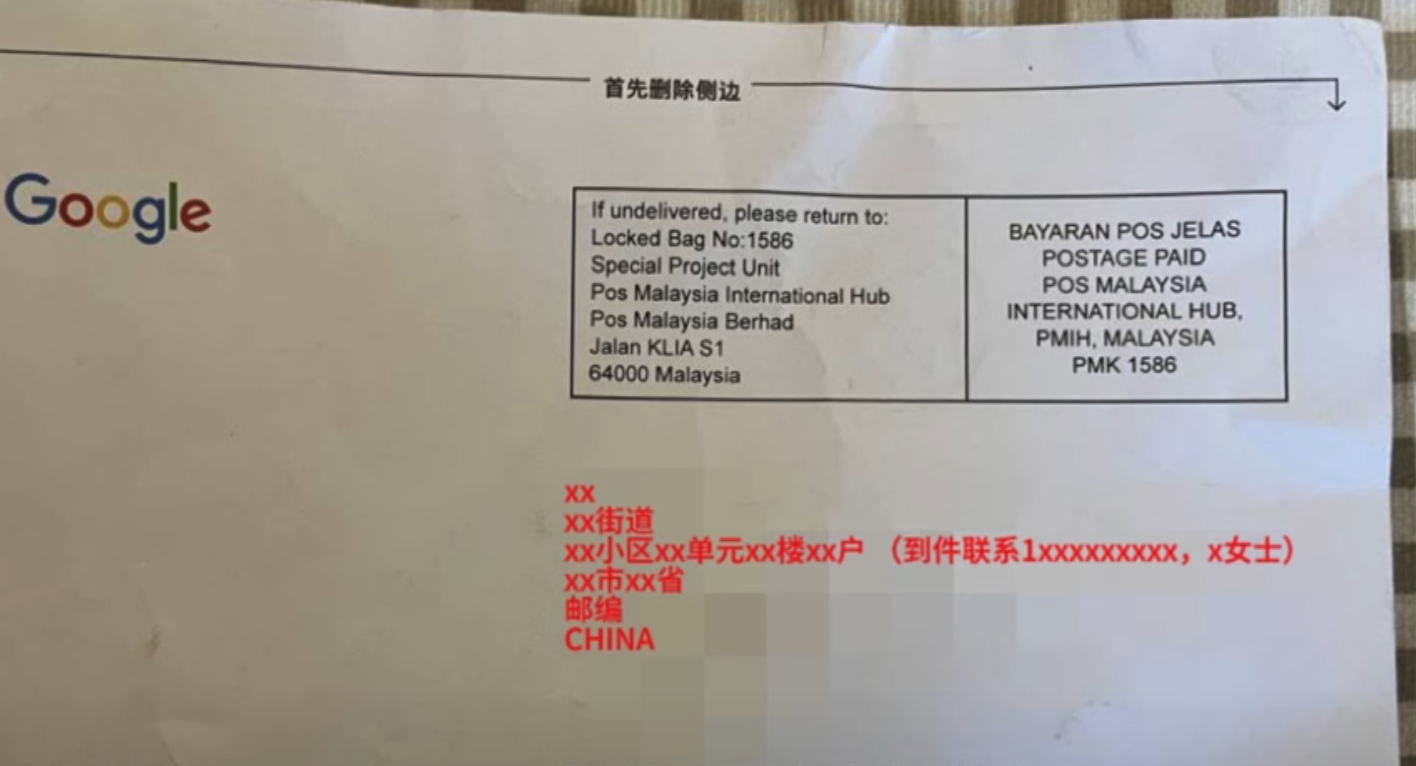 首先删除侧边
Google
If undelivered, please return to:
Locked Bag No:1586
Special Project Unit
Pos Malaysia International Hub
Pos Malaysia Berhad
Jalan KLIA S1
64000 Malaysia
BAYARAN POS JELAS
POSTAGE PAID
POS MALAYSIA
INTERNATIONAL HUB,
PMIH, MALAYSIA
PMK 1586
xx
xx街道
xx小区xx单元xx楼xx户 （到件联系1xxxxxxxxx，x女士）
xx市xx省
邮编
CHINA